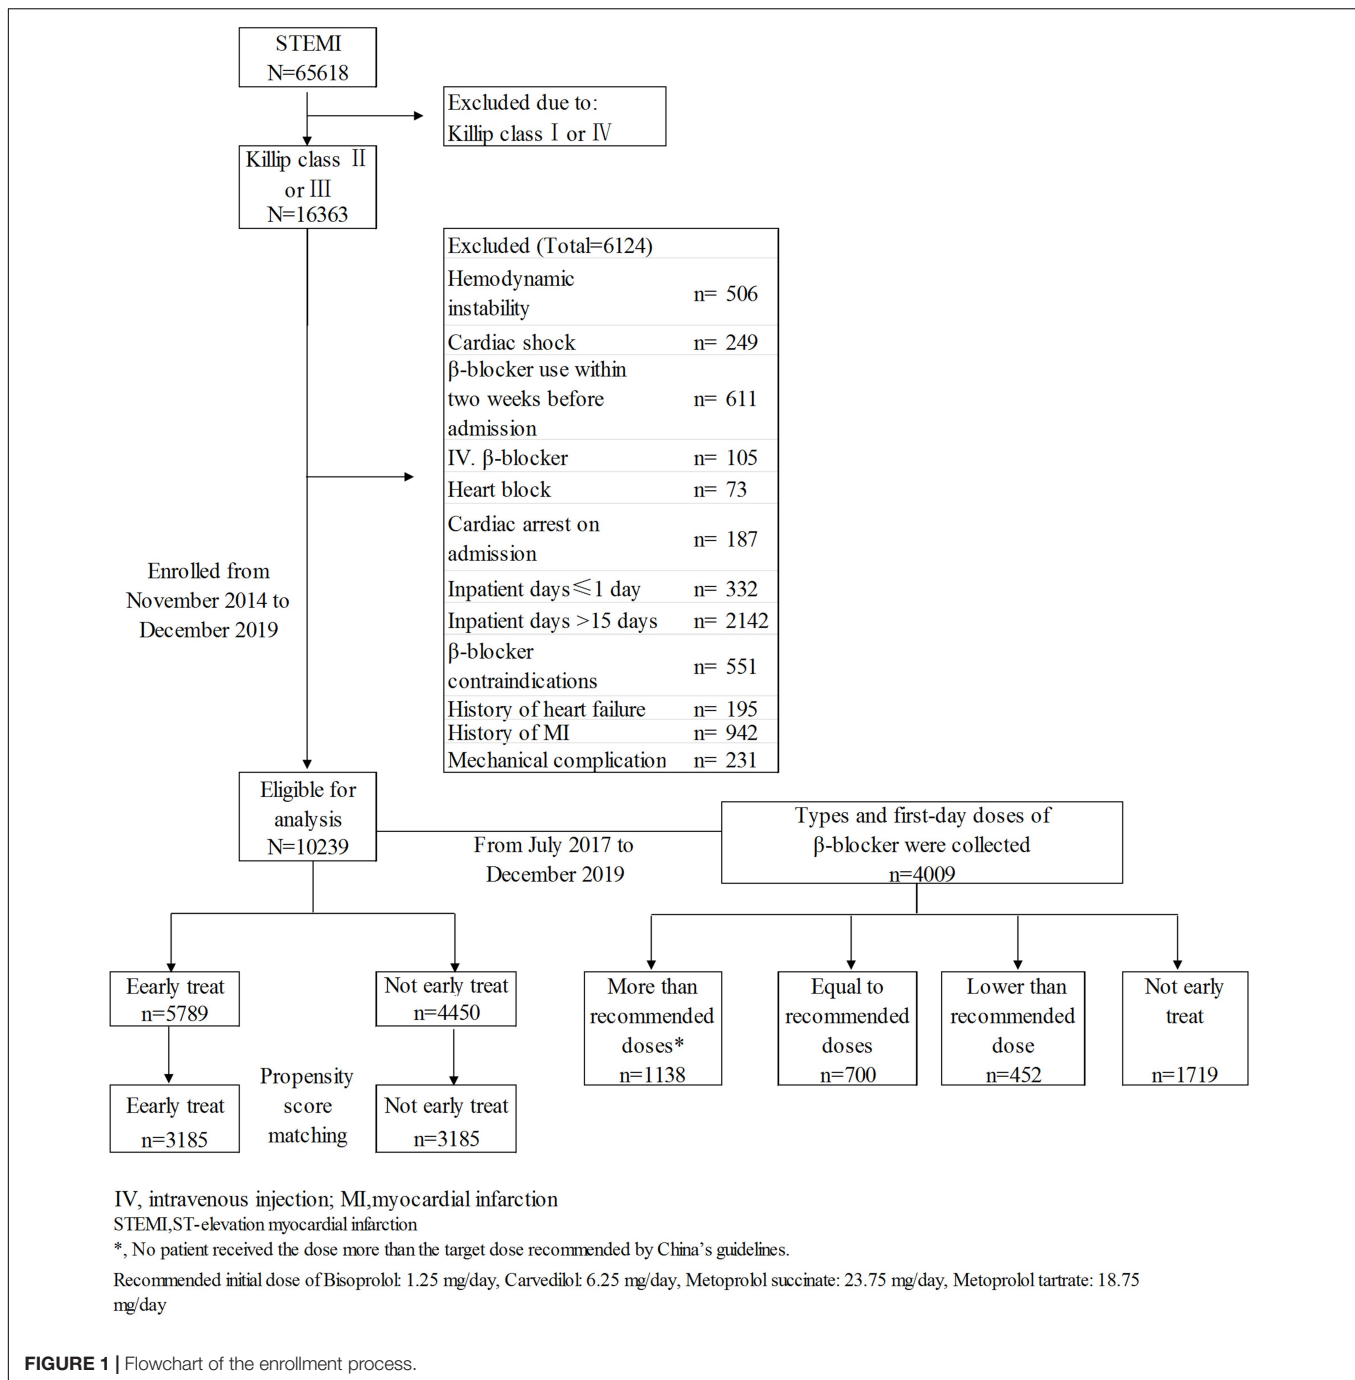 STEMI
N=65618
Excluded due to:
Killip class Ⅰ or Ⅳ
Killip class Ⅱ
or Ⅲ
N=16363
Excluded (Total=6124)
Hemodynamic
instability
n= 506
Cardiac shock n= 249
β-blocker use within
two weeks before
admission
n= 611
IV. β-blocker n= 105
Heart block n= 73
Cardiac arrest on
admission
n= 187
Inpatient days≤1 day n= 332
Inpatient days >15 days n= 2142
β-blocker
contraindications
n= 551
History of heart failure n= 195
History of MI n= 942
Mechanical complication n= 231
Enrolled from
November 2014 to
December 2019
Eligible for
analysis
N=10239
From July 2017 to
December 2019
Types and first-day doses of
β-blocker were collected
n=4009
Eearly treat
n=5789
Not early treat
n=4450
More than
recommended
doses*
n=1138
Equal to
recommended
doses
n=700
Lower than
recommended
dose
n=452
Not early
treat
n=1719
Eearly treat
n=3185
Propensity
score
matching
Not early treat
n=3185
IV, intravenous injection; MI,myocardial infarction
STEMI,ST-elevation myocardial infarction
*, No patient received the dose more than the target dose recommended by China’s guidelines.
Recommended initial dose of Bisoprolol: 1.25 mg/day, Carvedilol: 6.25 mg/day, Metoprolol succinate: 23.75 mg/day, Metoprolol tartrate: 18.75
mg/day
FIGURE 1 | Flowchart of the enrollment process.